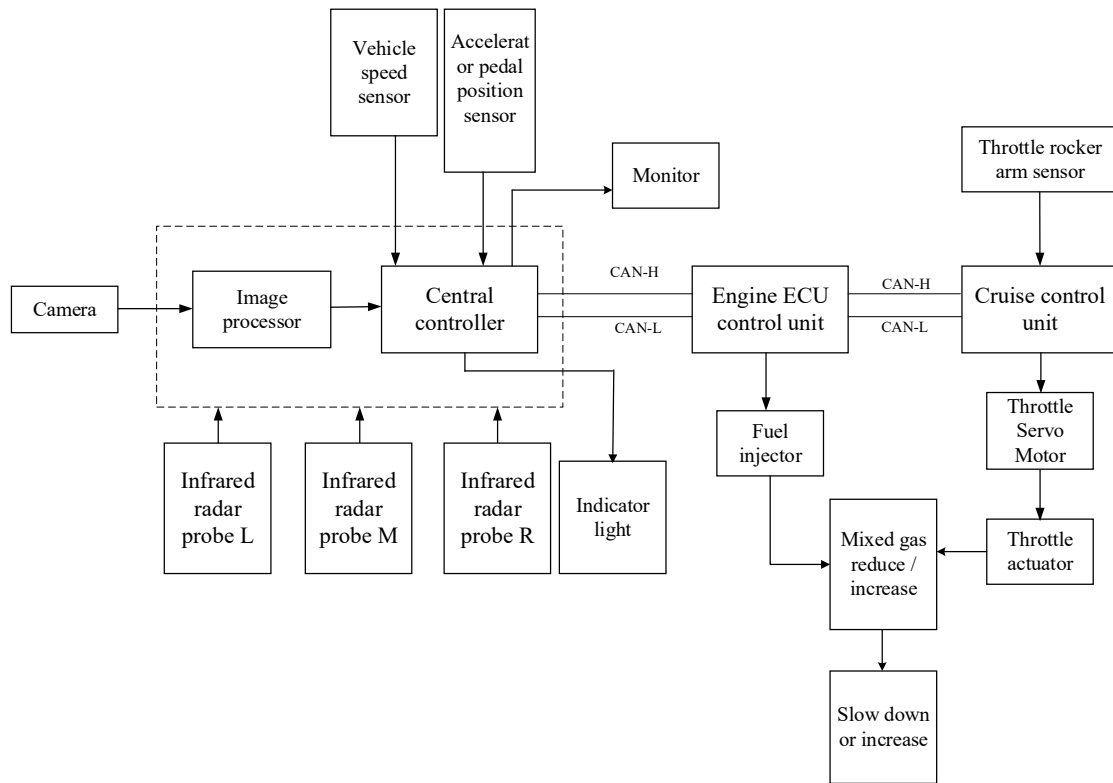 Vehicle
speed
sensor
Accelerat
or pedal
position
sensor
Monitor
Throttle rocker
arm sensor
Camera
Image
processor
Central
controller
CAN-H
CAN-L
Engine ECU
control unit
CAN-H
CAN-L
Cruise control
unit
Infrared
radar
probe L
Infrared
radar
probe M
Infrared
radar
probe R
Indicator
light
Fuel
injector
Throttle
Servo
Motor
Mixed gas
reduce /
increase
Throttle
actuator
Slow down
or increase